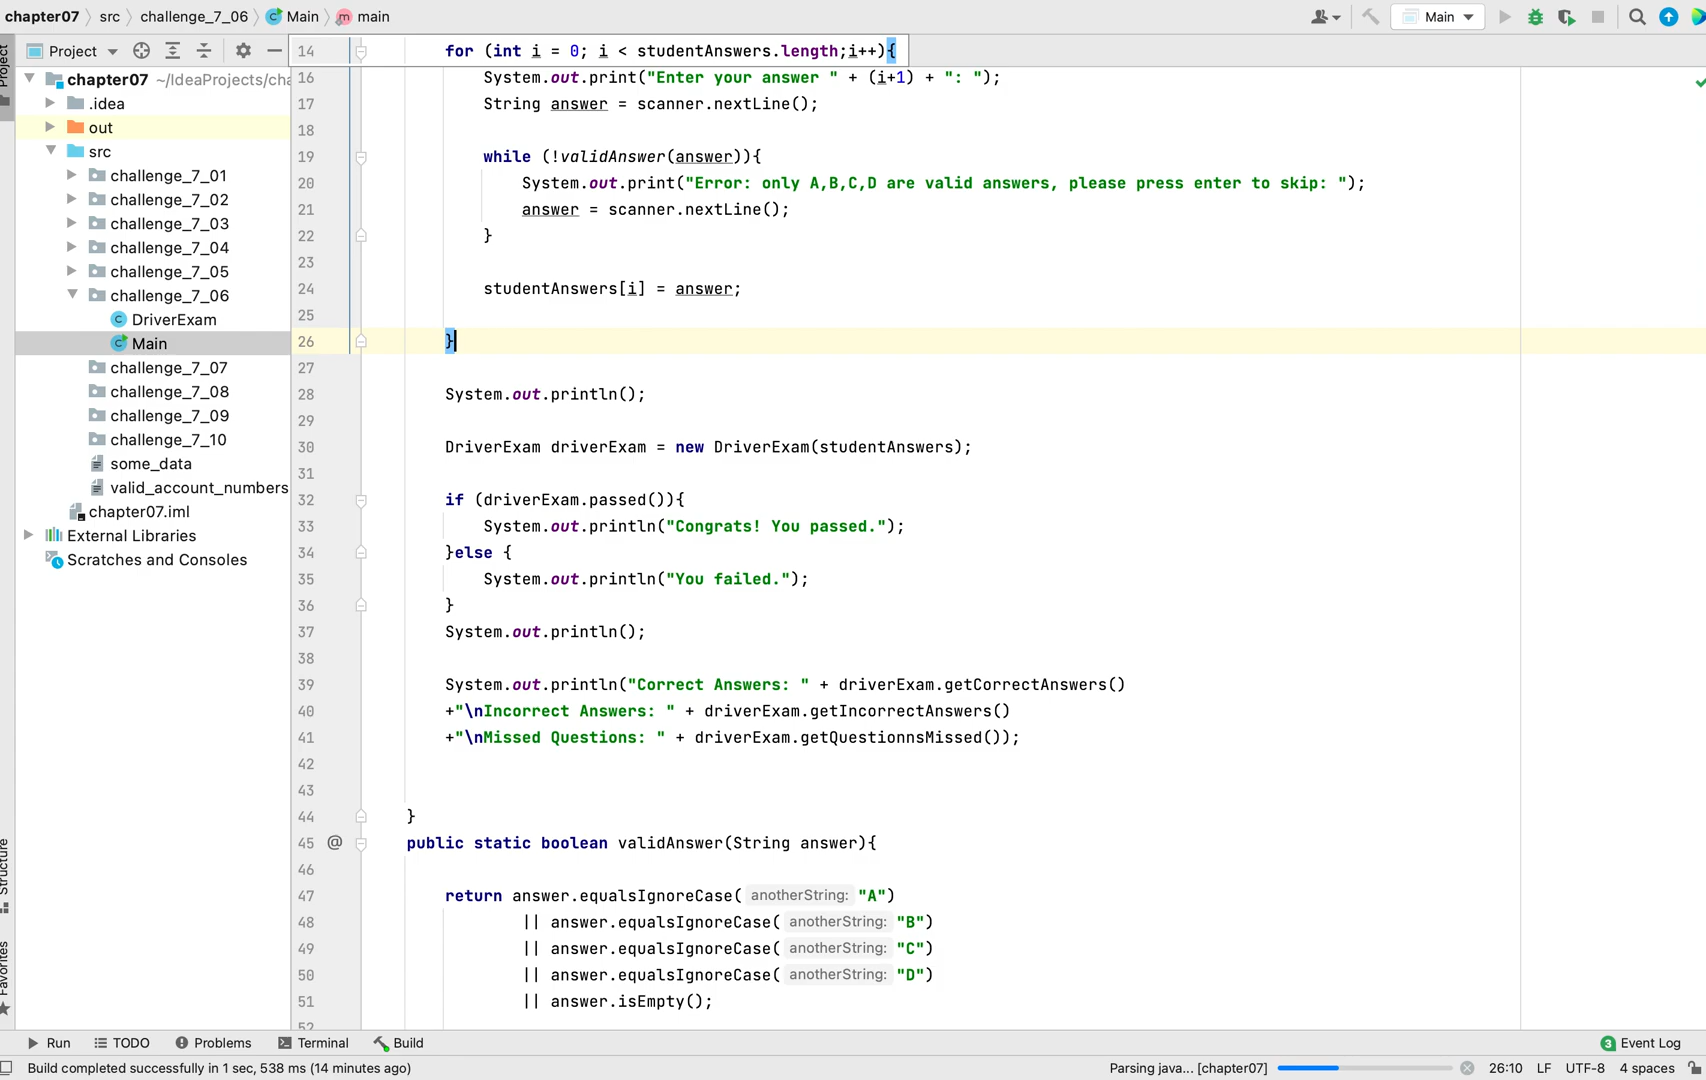 chapter07 src challenge_7_06 Main main
Main
Project
Project ~/IdeaProjects/cha
chapter07
.idea
out
src
challenge_7_01
challenge_7_02
challenge_7_03
challenge_7_04
challenge_7_05
challenge_7_06
DriverExam
Main
challenge_7_07
challenge_7_08
challenge_7_09
challenge_7_10
some_data
valid_account_numbers
chapter07.iml
External Libraries
Scratches and Consoles
Structure
Favorites
14 for (int i = 0; i < studentAnswers.length;i++){
16 System.out.print("Enter your answer " + (i+1) + ": ");
17 String answer = scanner.nextLine();
18
19 while (!validAnswer(answer)){
20 System.out.print("Error: only A,B,C,D are valid answers, please press enter to skip: ");
21 answer = scanner.nextLine();
22 }
23
24 studentAnswers[i] = answer;
25
26 }
27
28 System.out.println();
29
30 DriverExam driverExam = new DriverExam(studentAnswers);
31
32 if (driverExam.passed()){
33 System.out.println("Congrats! You passed.");
34 }else {
35 System.out.println("You failed.");
36 }
37 System.out.println();
38
39 System.out.println("Correct Answers: " + driverExam.getCorrectAnswers()
40 +"\nIncorrect Answers: " + driverExam.getIncorrectAnswers()
41 +"\nMissed Questions: " + driverExam.getQuestionnsMissed());
42
43
44 }
45 @ public static boolean validAnswer(String answer){
46
47 return answer.equalsIgnoreCase( anotherString: "A")
48 || answer.equalsIgnoreCase( anotherString: "B")
49 || answer.equalsIgnoreCase( anotherString: "C")
50 || answer.equalsIgnoreCase( anotherString: "D")
51 || answer.isEmpty();
52
Run TODO Problems Terminal Build 3 Event Log
Build completed successfully in 1 sec, 538 ms (14 minutes ago) Parsing java... [chapter07] 26:10 LF UTF-8 4 spaces